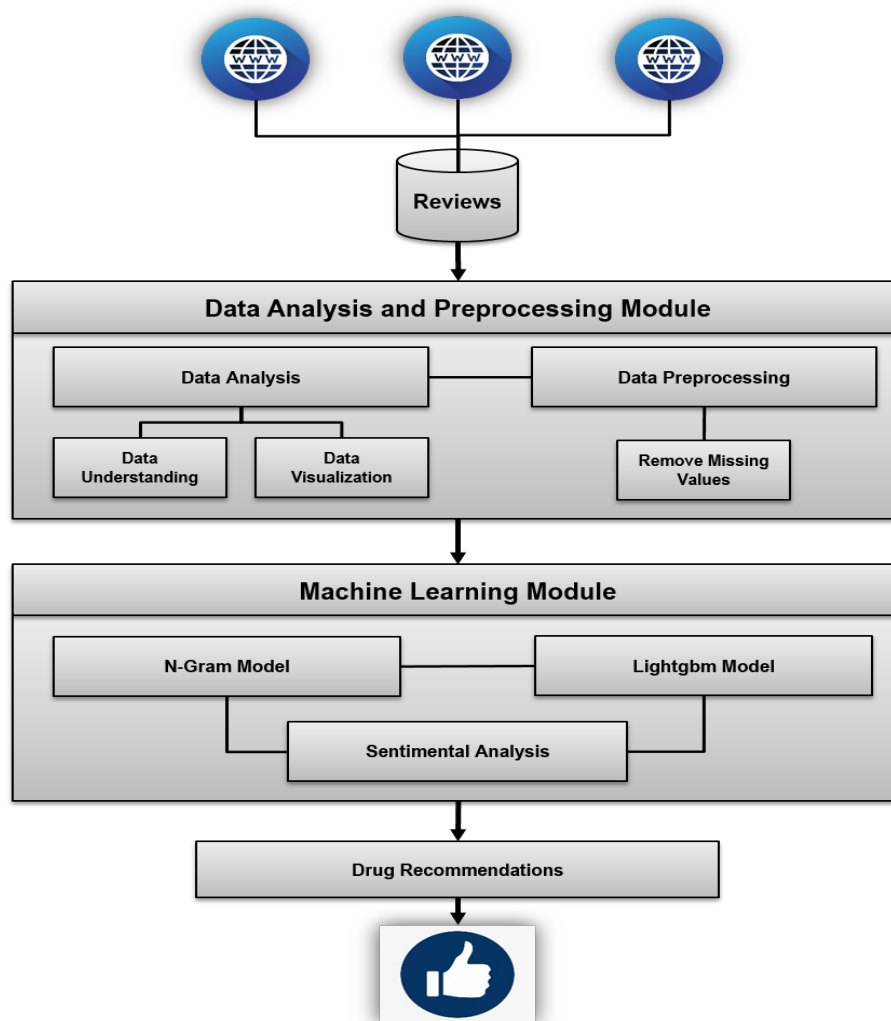 WWW
WWW
WWW
Reviews
Data Analysis and Preprocessing Module
Data Analysis
Data Preprocessing
Data
Understanding
Data
Visualization
Remove Missing
Values
Machine Learning Module
N-Gram Model
Lightgbm Model
Sentimental Analysis
Drug Recommendations